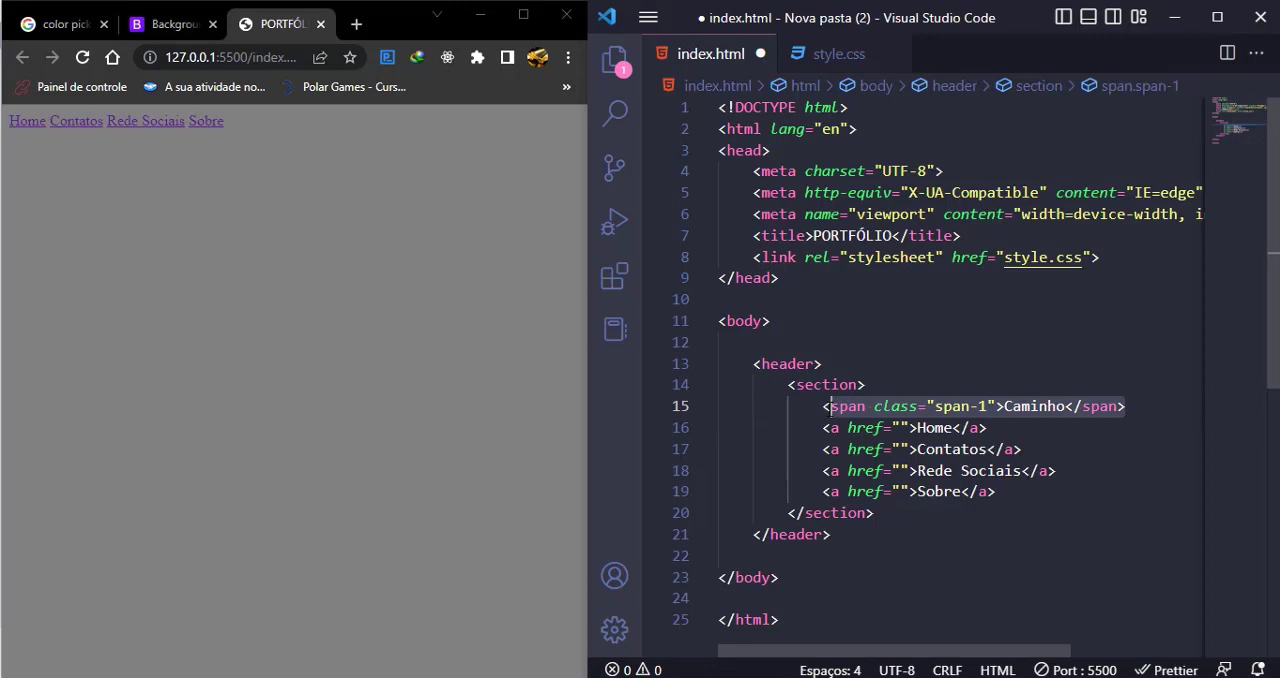 color pick
Backgroun
PORTFÓL
127.0.0.1:5500/index....
Painel de controle
A sua atividade no...
Polar Games - Curs...
»
Home Contatos Rede Sociais Sobre
● index.html - Nova pasta (2) - Visual Studio Code
index.html ●
style.css
index.html > html > body > header > section > span.span-1
1
1 <!DOCTYPE html>
2 <html lang="en">
3 <head>
4 <meta charset="UTF-8">
5 <meta http-equiv="X-UA-Compatible" content="IE=edge"
6 <meta name="viewport" content="width=device-width, i
7 <title>PORTFÓLIO</title>
8 <link rel="stylesheet" href="style.css">
9 </head>
10
11 <body>
12
13 <header>
14 <section>
15 <span class="span-1">Caminho</span>
16 <a href="">Home</a>
17 <a href="">Contatos</a>
18 <a href="">Rede Sociais</a>
19 <a href="">Sobre</a>
20 </section>
21 </header>
22
23 </body>
24
25 </html>
0 0 Espaços: 4 UTF-8 CRLF HTML Port : 5500 Prettier